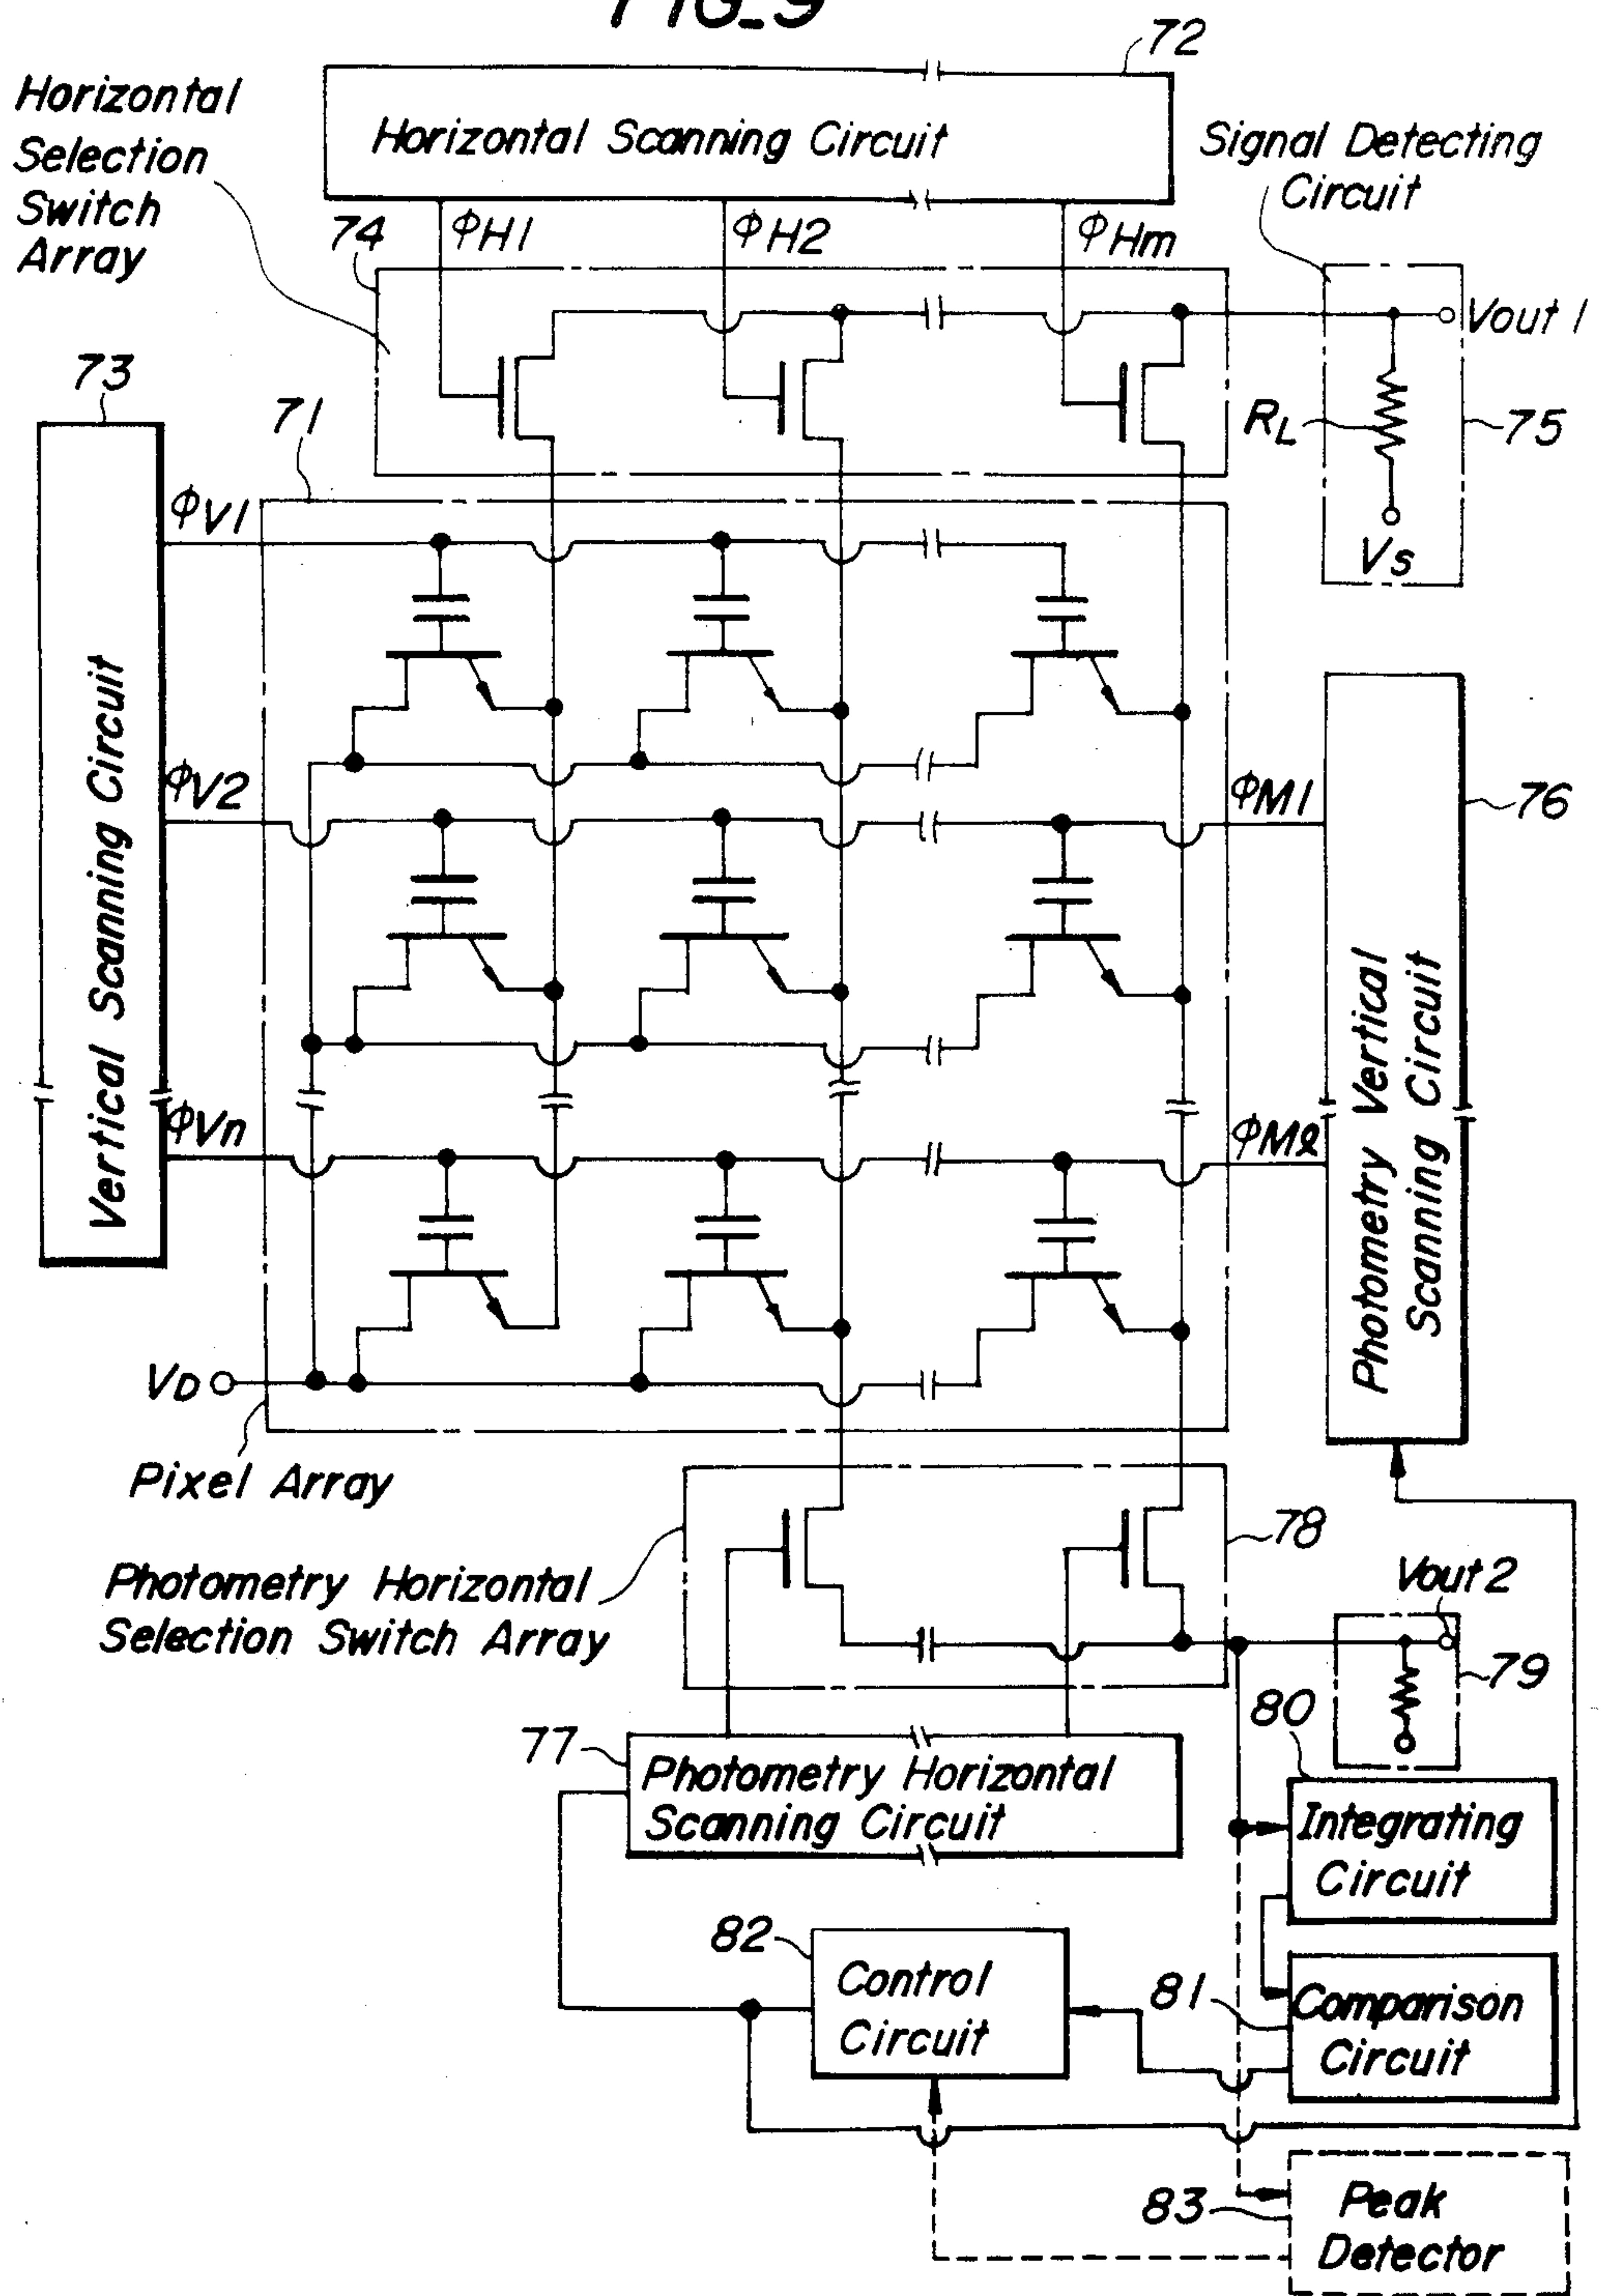 FIG_9
72
Horizontal
Selection
Switch
Array
Horizontal Scanning Circuit
Signal Detecting
Circuit
74
φH1
φH2
φHm
Vout 1
73
71
RL
75
Vs
φV1
Vertical Scanning Circuit
φV2
φM1
76
φVn
φMℓ
Photometry Vertical
Scanning Circuit
VD
Pixel Array
78
Photometry Horizontal
Selection Switch Array
Vout 2
79
80
77
Photometry Horizontal
Scanning Circuit
Integrating
Circuit
82
Control
Circuit
81
Comparison
Circuit
83
Peak
Detector